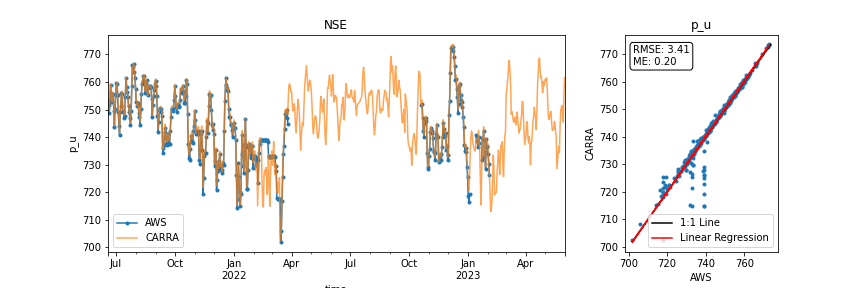 NSE
p_u
770
760
750
740
730
720
710
700
p_u
AWS
CARRA
Jul
Oct
Jan
2022
Apr
Jul
Oct
Jan
2023
Apr
time
p_u
RMSE: 3.41
ME: 0.20
770
760
750
740
730
720
710
700
CARRA
1:1 Line
Linear Regression
700
720
740
760
AWS